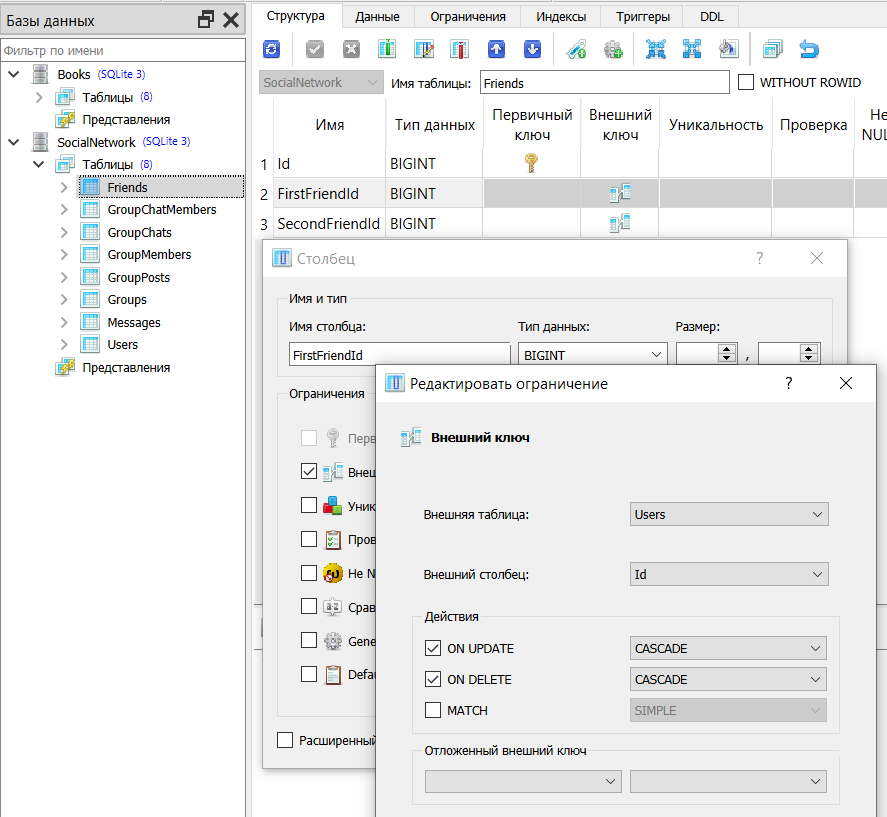 Базы данных
Фильтр по имени
Books (SQLite 3)
Таблицы (8)
Представления
SocialNetwork (SQLite 3)
Таблицы (8)
Friends
GroupChatMembers
GroupChats
GroupMembers
GroupPosts
Groups
Messages
Users
Представления
Структура Данные Ограничения Индексы Триггеры DDL
SocialNetwork Имя таблицы: Friends WITHOUT ROWID
Имя Тип данных Первичный ключ Внешний ключ Уникальность Проверка Не NUL
1 Id BIGINT
2 FirstFriendId BIGINT
3 SecondFriendId BIGINT
Столбец ?
Имя и тип
Имя столбца: Тип данных: Размер:
FirstFriendId BIGINT ,
Ограничения
Перв
Внеш
Уник
Пров
Не N
Срав
Gene
Defau
Расширенный
Редактировать ограничение ?
Внешний ключ
Внешняя таблица: Users
Внешний столбец: Id
Действия
ON UPDATE CASCADE
ON DELETE CASCADE
MATCH SIMPLE
Отложенный внешний ключ